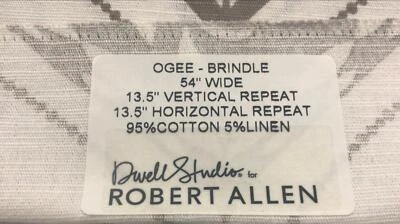 OGEE - BRINDLE
54" WIDE
13.5" VERTICAL REPEAT
13.5" HORIZONTAL REPEAT
95%COTTON 5%LINEN
DwellStudio® for
ROBERT ALLEN